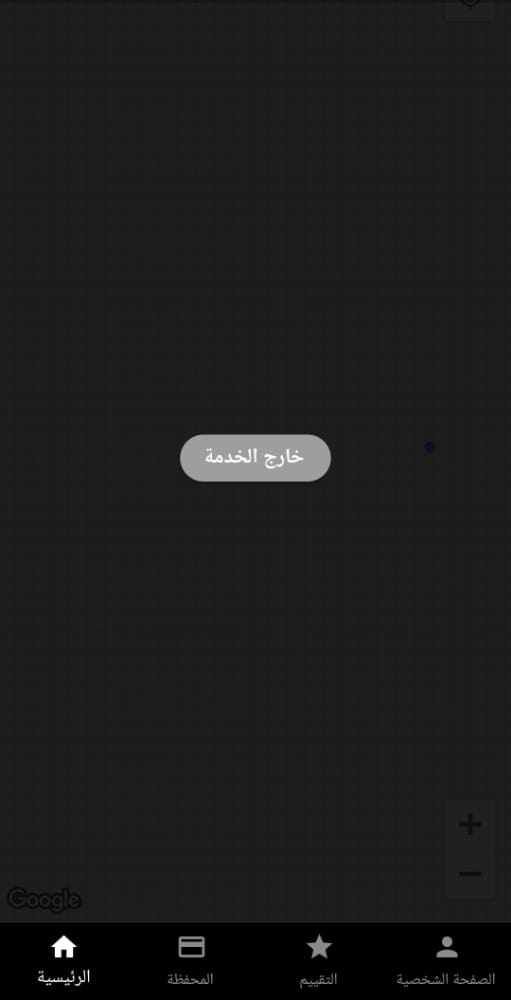 خارج الخدمة
Google
الصفحة الشخصية
التقييم
المحفظة
الرئيسية